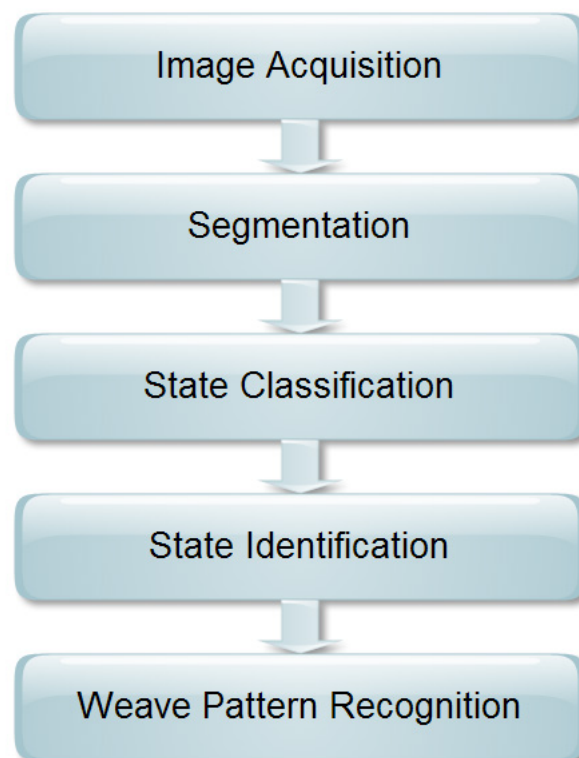 Image Acquisition
Segmentation
State Classification
State Identification
Weave Pattern Recognition